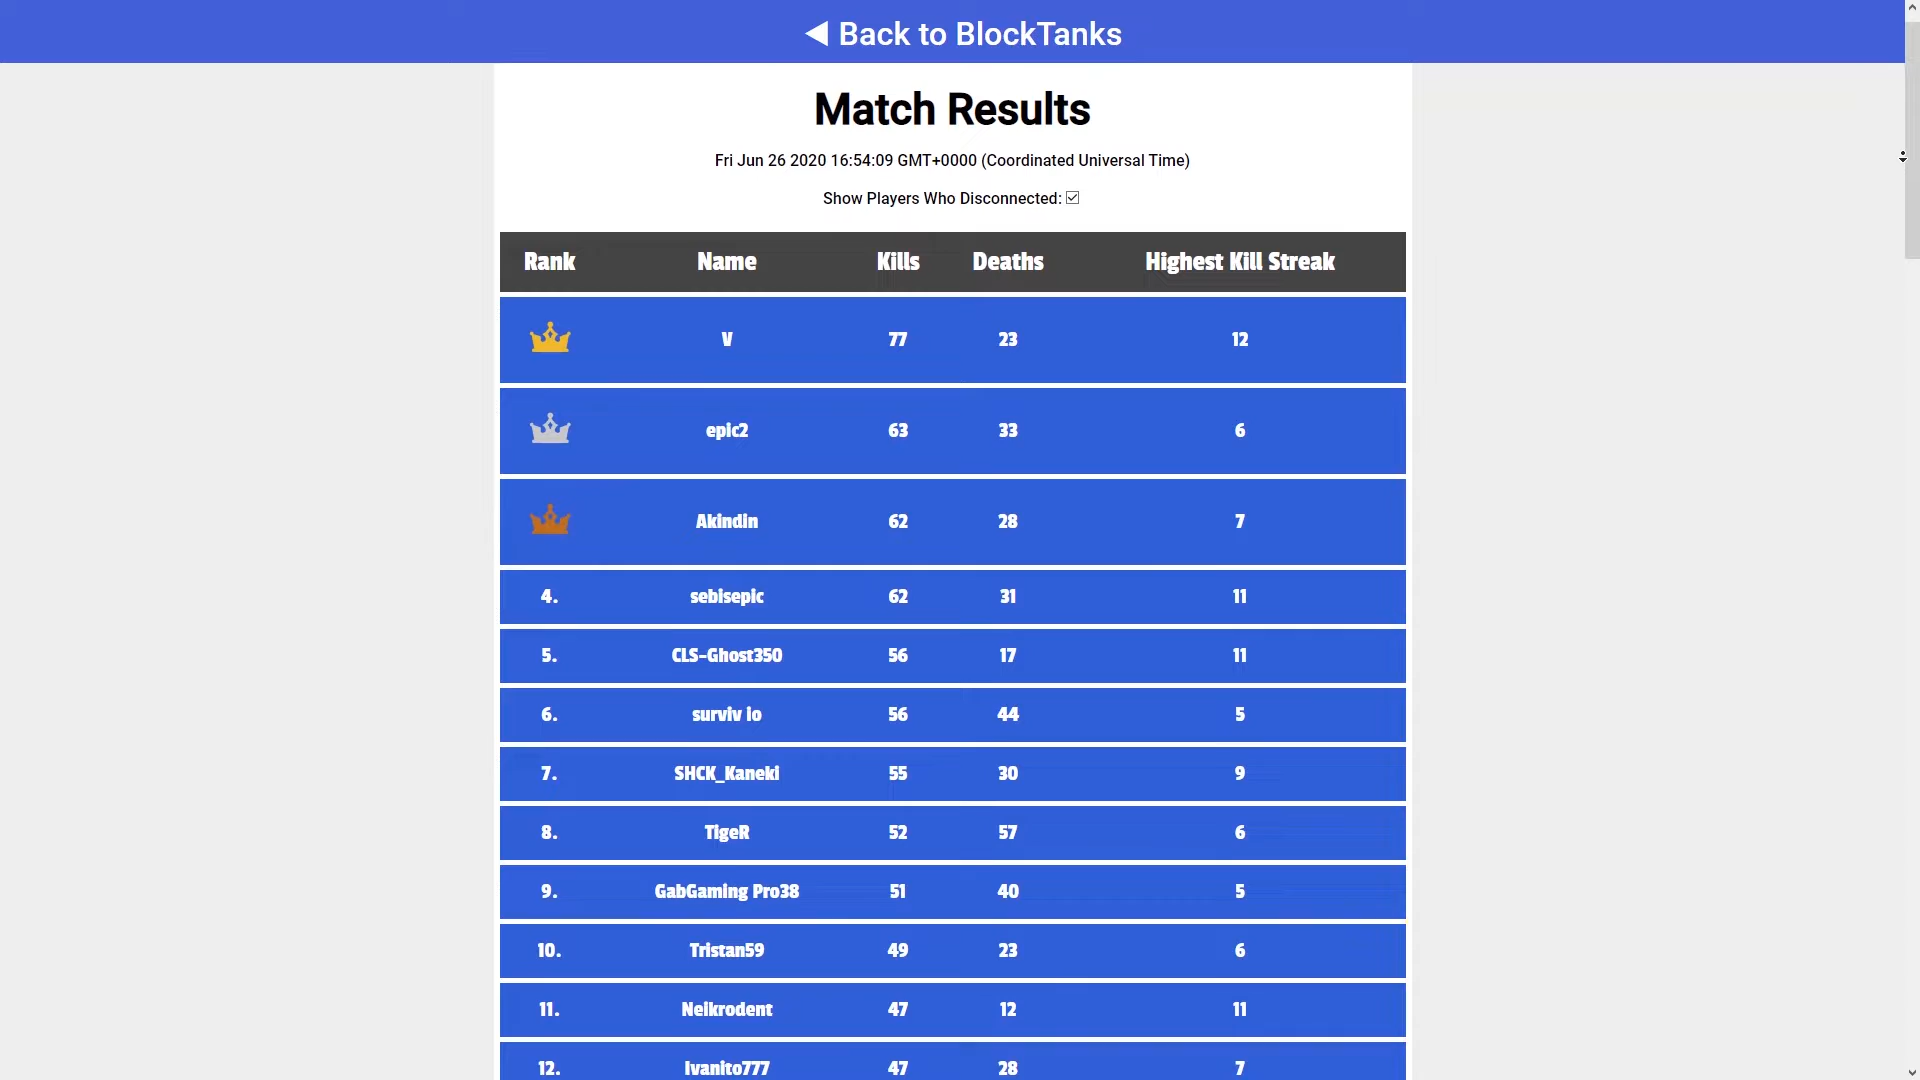 ◀ Back to BlockTanks
Match Results
Fri Jun 26 2020 16:54:09 GMT+0000 (Coordinated Universal Time)
Show Players Who Disconnected:
Rank Name Kills Deaths Highest Kill Streak
V 77 23 12
epic2 63 33 6
Akindin 62 28 7
4. sebisepic 62 31 11
5. CLS-Ghost350 56 17 11
6. surviv io 56 44 5
7. SHCK_Kaneki 55 30 9
8. TigeR 52 57 6
9. GabGaming Pro38 51 40 5
10. Tristan59 49 23 6
11. Neikrodent 47 12 11
12. Ivanito777 47 28 7